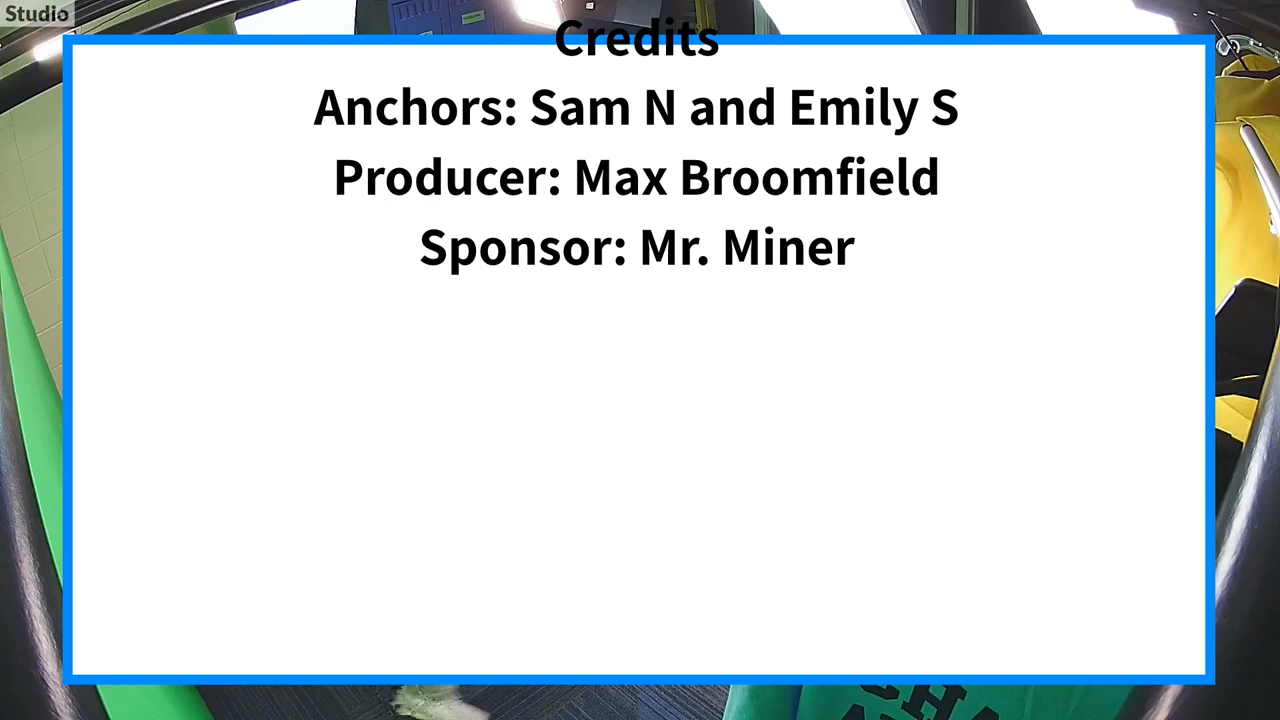 Studio
Credits
Anchors: Sam N and Emily S
Producer: Max Broomfield
Sponsor: Mr. Miner